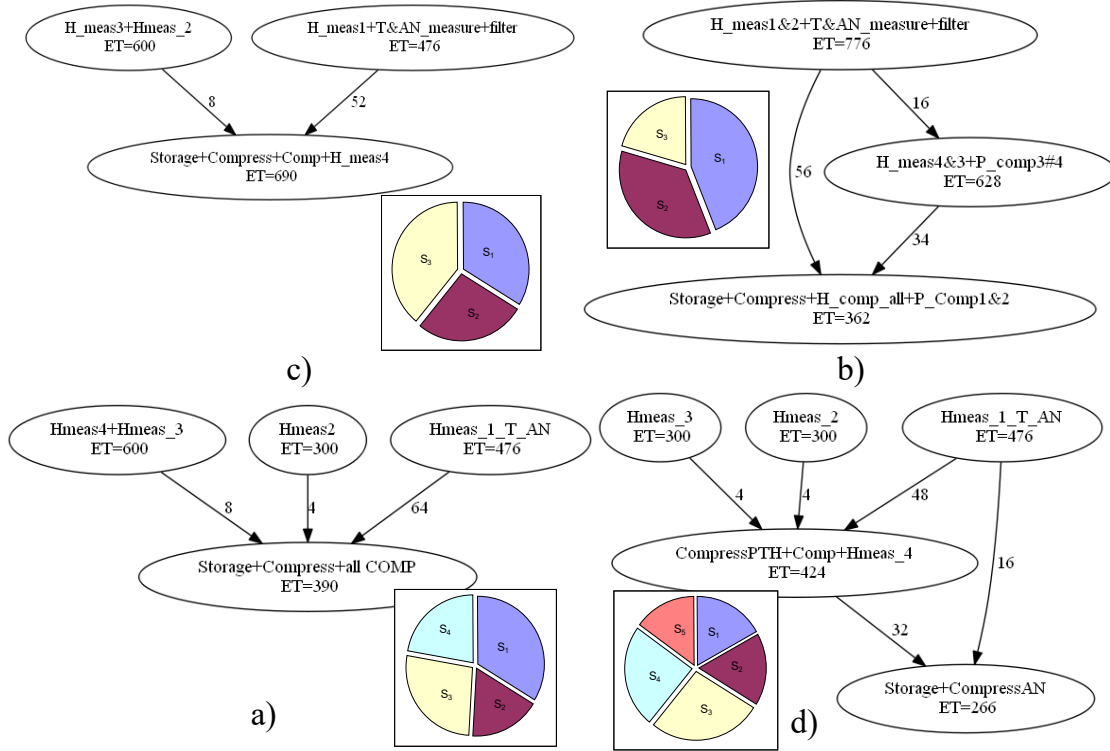 H_meas3+Hmeas_2
ET=600
H_meas1+T&AN_measure+filter
ET=476
8
52
Storage+Compress+Comp+H_meas4
ET=690
S3
S1
S2
c)
H_meas1&2+T&AN_measure+filter
ET=776
16
56
H_meas4&3+P_comp3#4
ET=628
34
S3
S1
S2
Storage+Compress+H_comp_all+P_Comp1&2
ET=362
b)
Hmeas4+Hmeas_3
ET=600
Hmeas2
ET=300
Hmeas_1_T_AN
ET=476
8
4
64
Storage+Compress+all COMP
ET=390
S4
S1
S3
S2
a)
Hmeas_3
ET=300
Hmeas_2
ET=300
Hmeas_1_T_AN
ET=476
4
4
48
16
CompressPTH+Comp+Hmeas_4
ET=424
32
S5
S1
S2
S4
S3
Storage+CompressAN
ET=266
d)